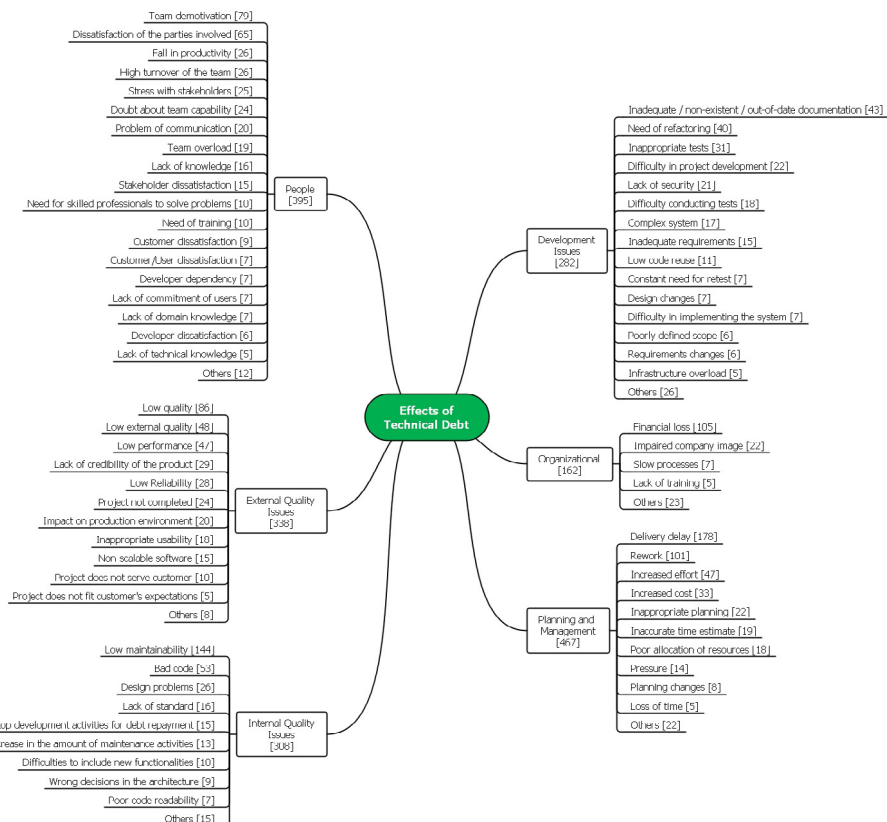 Team demotivation [79]
Dissatisfaction of the parties involved [65]
Fall in productivity [26]
High turnover of the team [26]
Stress with stakeholders [25]
Doubt about team capability [24]
Problem of communication [20]
Team overload [19]
Lack of knowledge [16]
Stakeholder dissatisfaction [15]
Need for skilled professionals to solve problems [10]
Need of training [10]
Customer dissatisfaction [9]
Customer/User dissatisfaction [7]
Developer dependency [7]
Lack of commitment of users [7]
Lack of domain knowledge [7]
Developer dissatisfaction [6]
Lack of technical knowledge [5]
Others [12]
People
[395]
Low quality [86]
Low external quality [48]
Low performance [47]
Lack of credibility of the product [29]
Low Reliability [28]
Project not completed [24]
Impact on production environment [20]
Inappropriate usability [18]
Non scalable software [15]
Project does not serve customer [10]
Project does not fit customer's expectations [5]
Others [8]
External Quality
Issues
[338]
Low maintainability [144]
Bad code [53]
Design problems [26]
Lack of standard [16]
development activities for debt repayment [15]
in the amount of maintenance activities [13]
Difficulties to include new functionalities [10]
Wrong decisions in the architecture [9]
Poor code readability [7]
Others [15]
Internal Quality
Issues
[308]
Effects of
Technical Debt
Development
Issues
[282]
Inadequate / non-existent / out-of-date documentation [43]
Need of refactoring [40]
Inappropriate tests [31]
Difficulty in project development [22]
Lack of security [21]
Difficulty conducting tests [18]
Complex system [17]
Inadequate requirements [15]
Low code reuse [11]
Constant need for retest [7]
Design changes [7]
Difficulty in implementing the system [7]
Poorly defined scope [6]
Requirements changes [6]
Infrastructure overload [5]
Others [26]
Organizational
[162]
Financial loss [105]
Impaired company image [22]
Slow processes [7]
Lack of training [5]
Others [23]
Planning and
Management
[467]
Delivery delay [178]
Rework [101]
Increased effort [47]
Increased cost [33]
Inappropriate planning [22]
Inaccurate time estimate [19]
Poor allocation of resources [18]
Pressure [14]
Planning changes [8]
Loss of time [5]
Others [22]